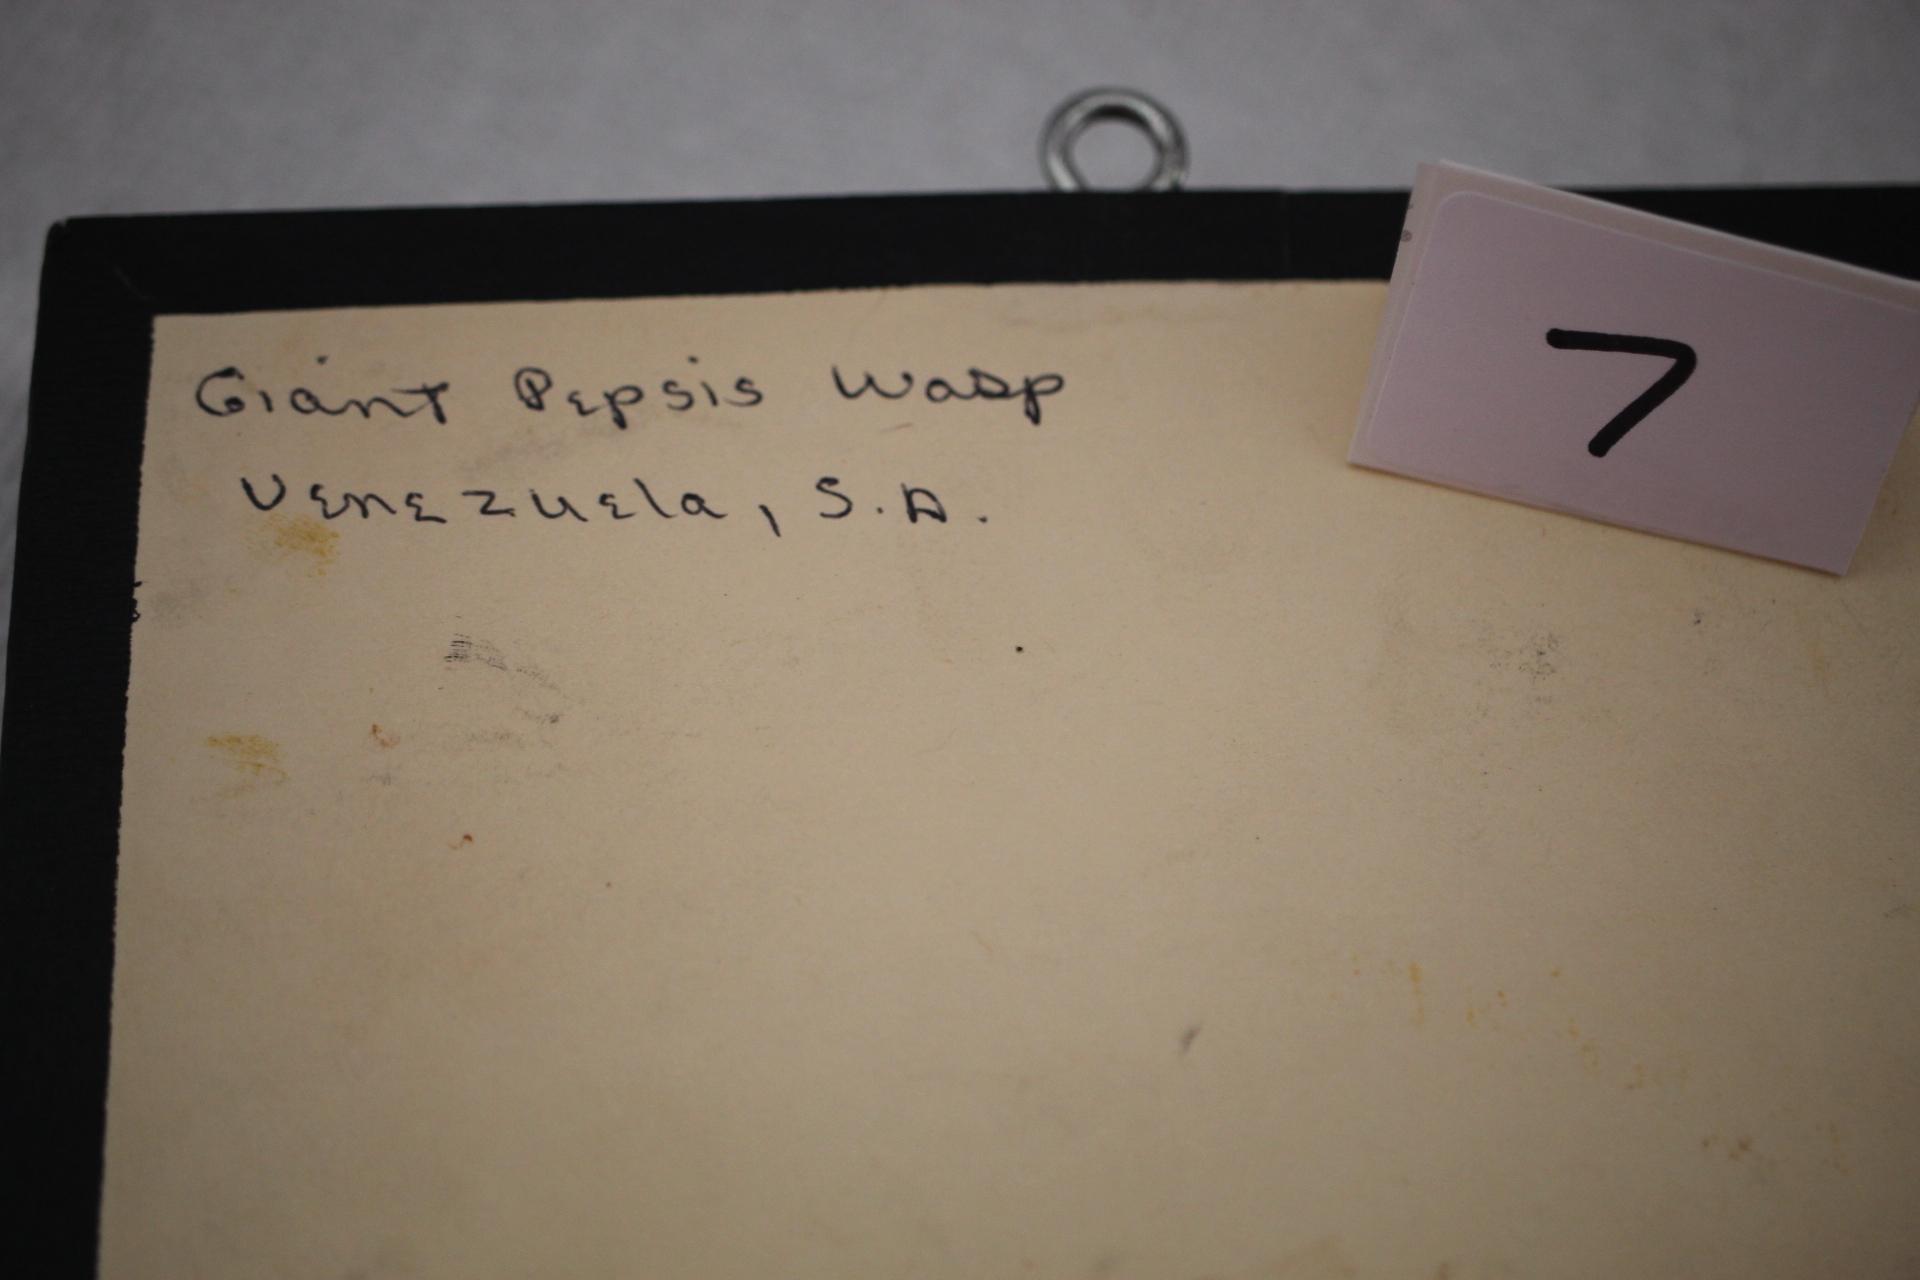 Giant Pepsis Wasp
Venezuela, S.A.
7